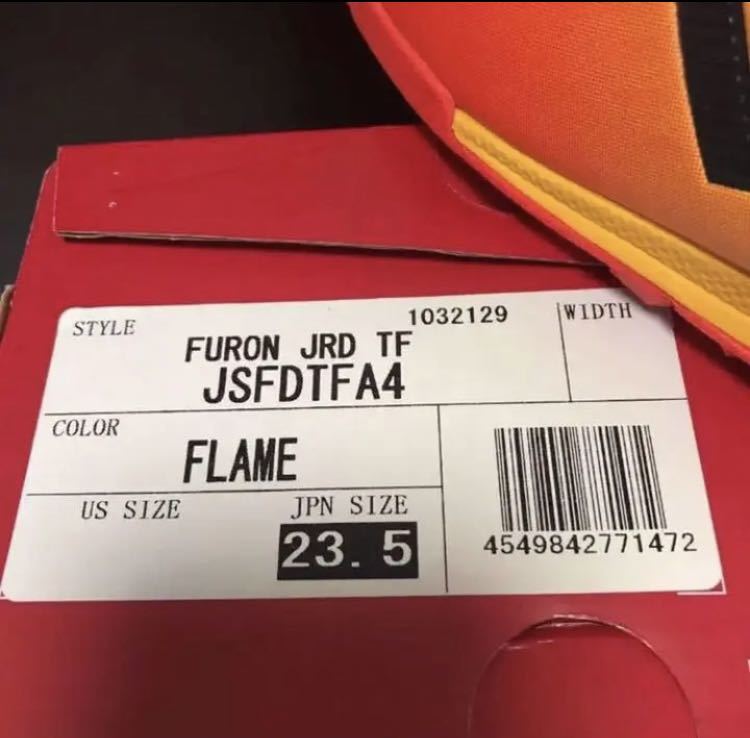 STYLE 1032129 WIDTH
FURON JRD TF
JSFDTFA4
COLOR
FLAME
US SIZE JPN SIZE
23.5
4549842771472